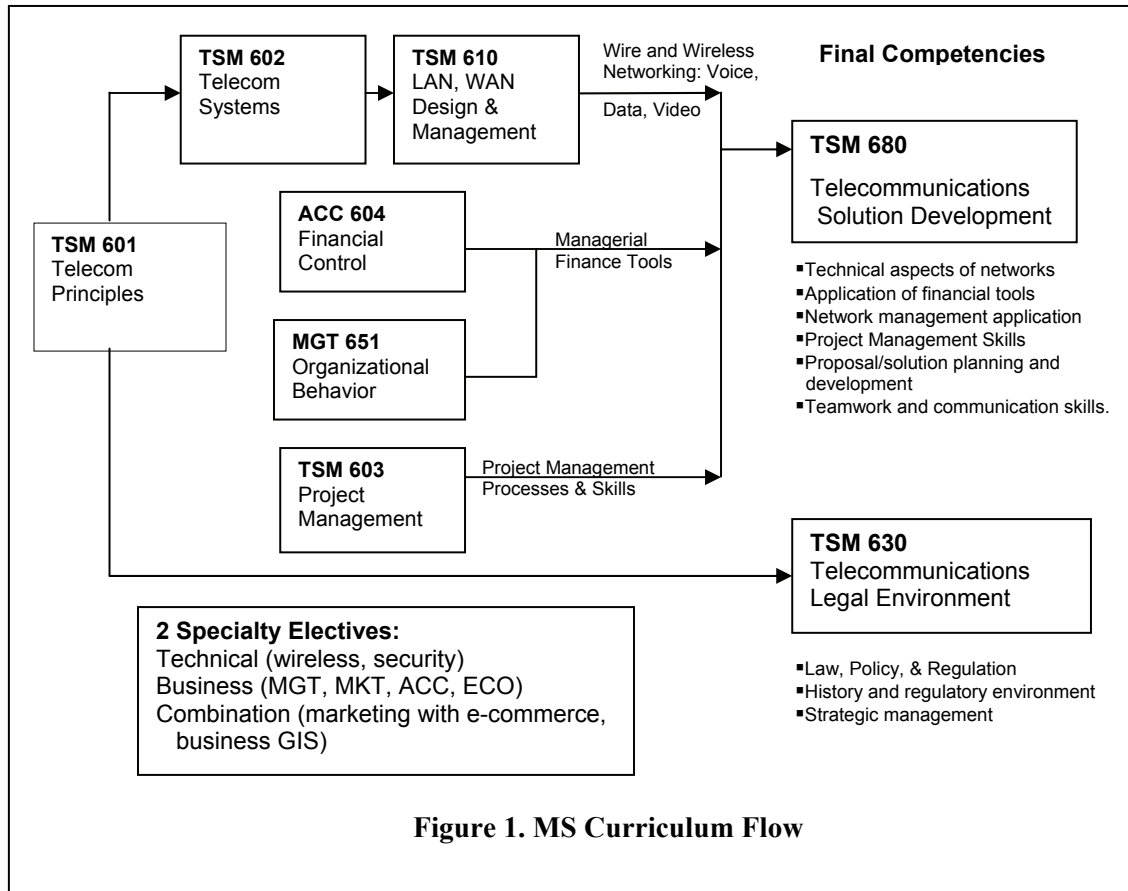 TSM 602
Telecom
Systems
TSM 610
LAN, WAN
Design &
Management
Wire and Wireless
Networking: Voice,
Data, Video
Final Competencies
TSM 680
Telecommunications
Solution Development
TSM 601
Telecom
Principles
ACC 604
Financial
Control
Managerial
Finance Tools
MGT 651
Organizational
Behavior
▪Technical aspects of networks
▪Application of financial tools
▪Network management application
▪Project Management Skills
▪Proposal/solution planning and
development
▪Teamwork and communication skills.
TSM 603
Project
Management
Project Management
Processes & Skills
TSM 630
Telecommunications
Legal Environment
2 Specialty Electives:
Technical (wireless, security)
Business (MGT, MKT, ACC, ECO)
Combination (marketing with e-commerce,
business GIS)
▪Law, Policy, & Regulation
▪History and regulatory environment
▪Strategic management
Figure 1. MS Curriculum Flow